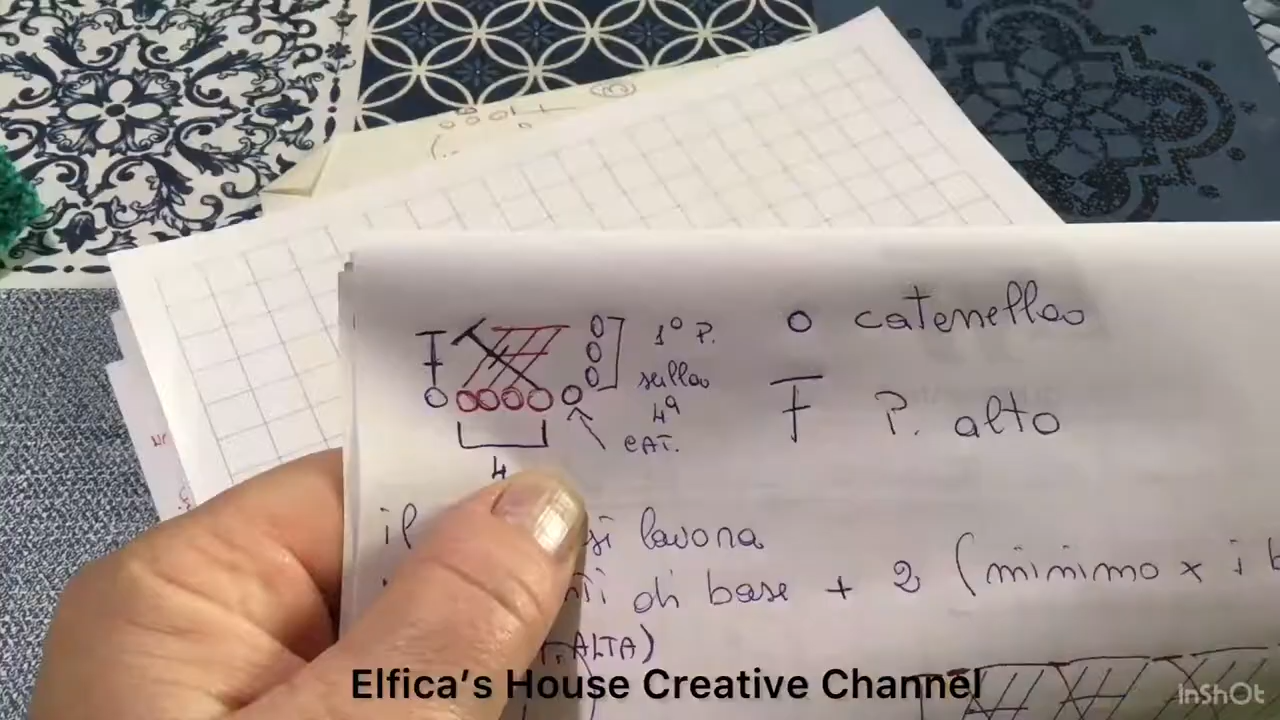 1° P.
sulla
4ª
CAT.
4
o catenella
P. alto
il si lavora
di base + 2 (minimo x i
ALTA)
Elfica's House Creative Channel
InShOt